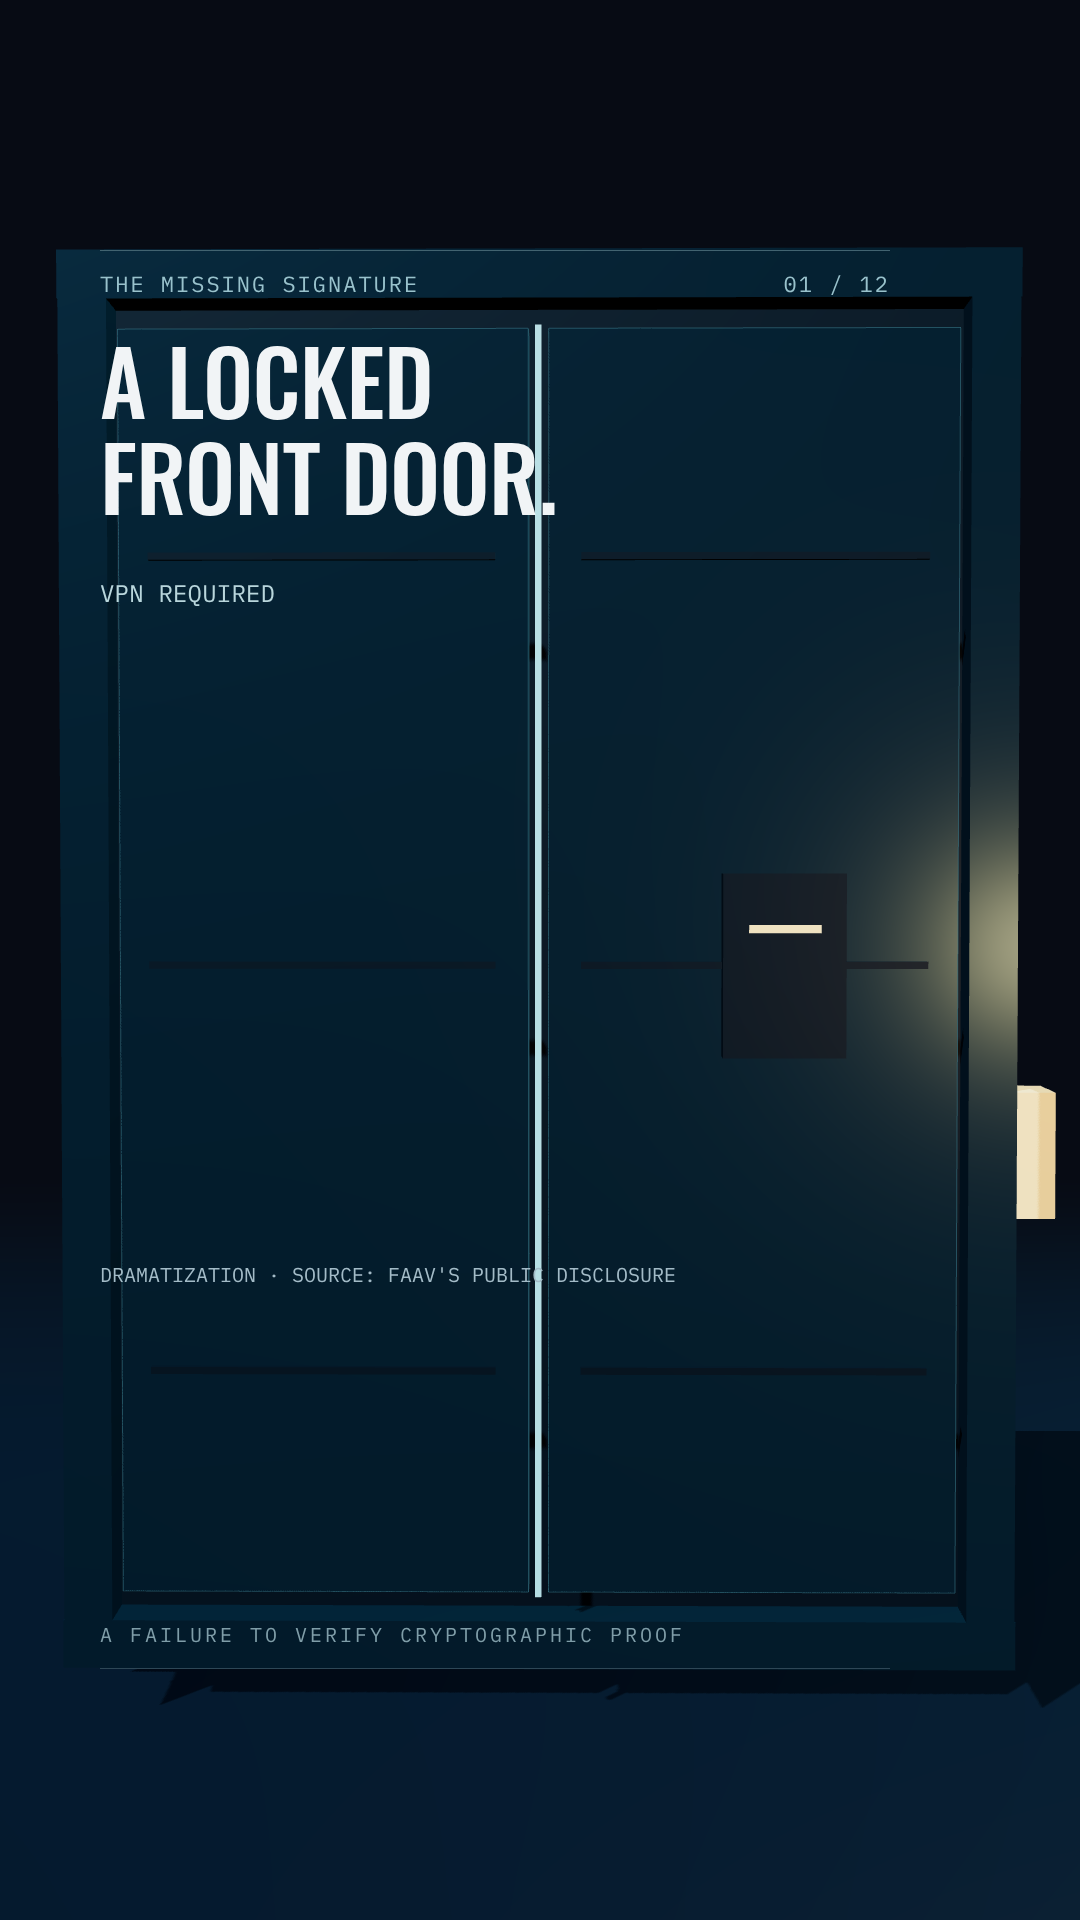 THE MISSING SIGNATURE 01 / 12
A LOCKED
FRONT DOOR.
VPN REQUIRED
DRAMATIZATION · SOURCE: FAAV'S PUBLIC DISCLOSURE
A FAILURE TO VERIFY CRYPTOGRAPHIC PROOF